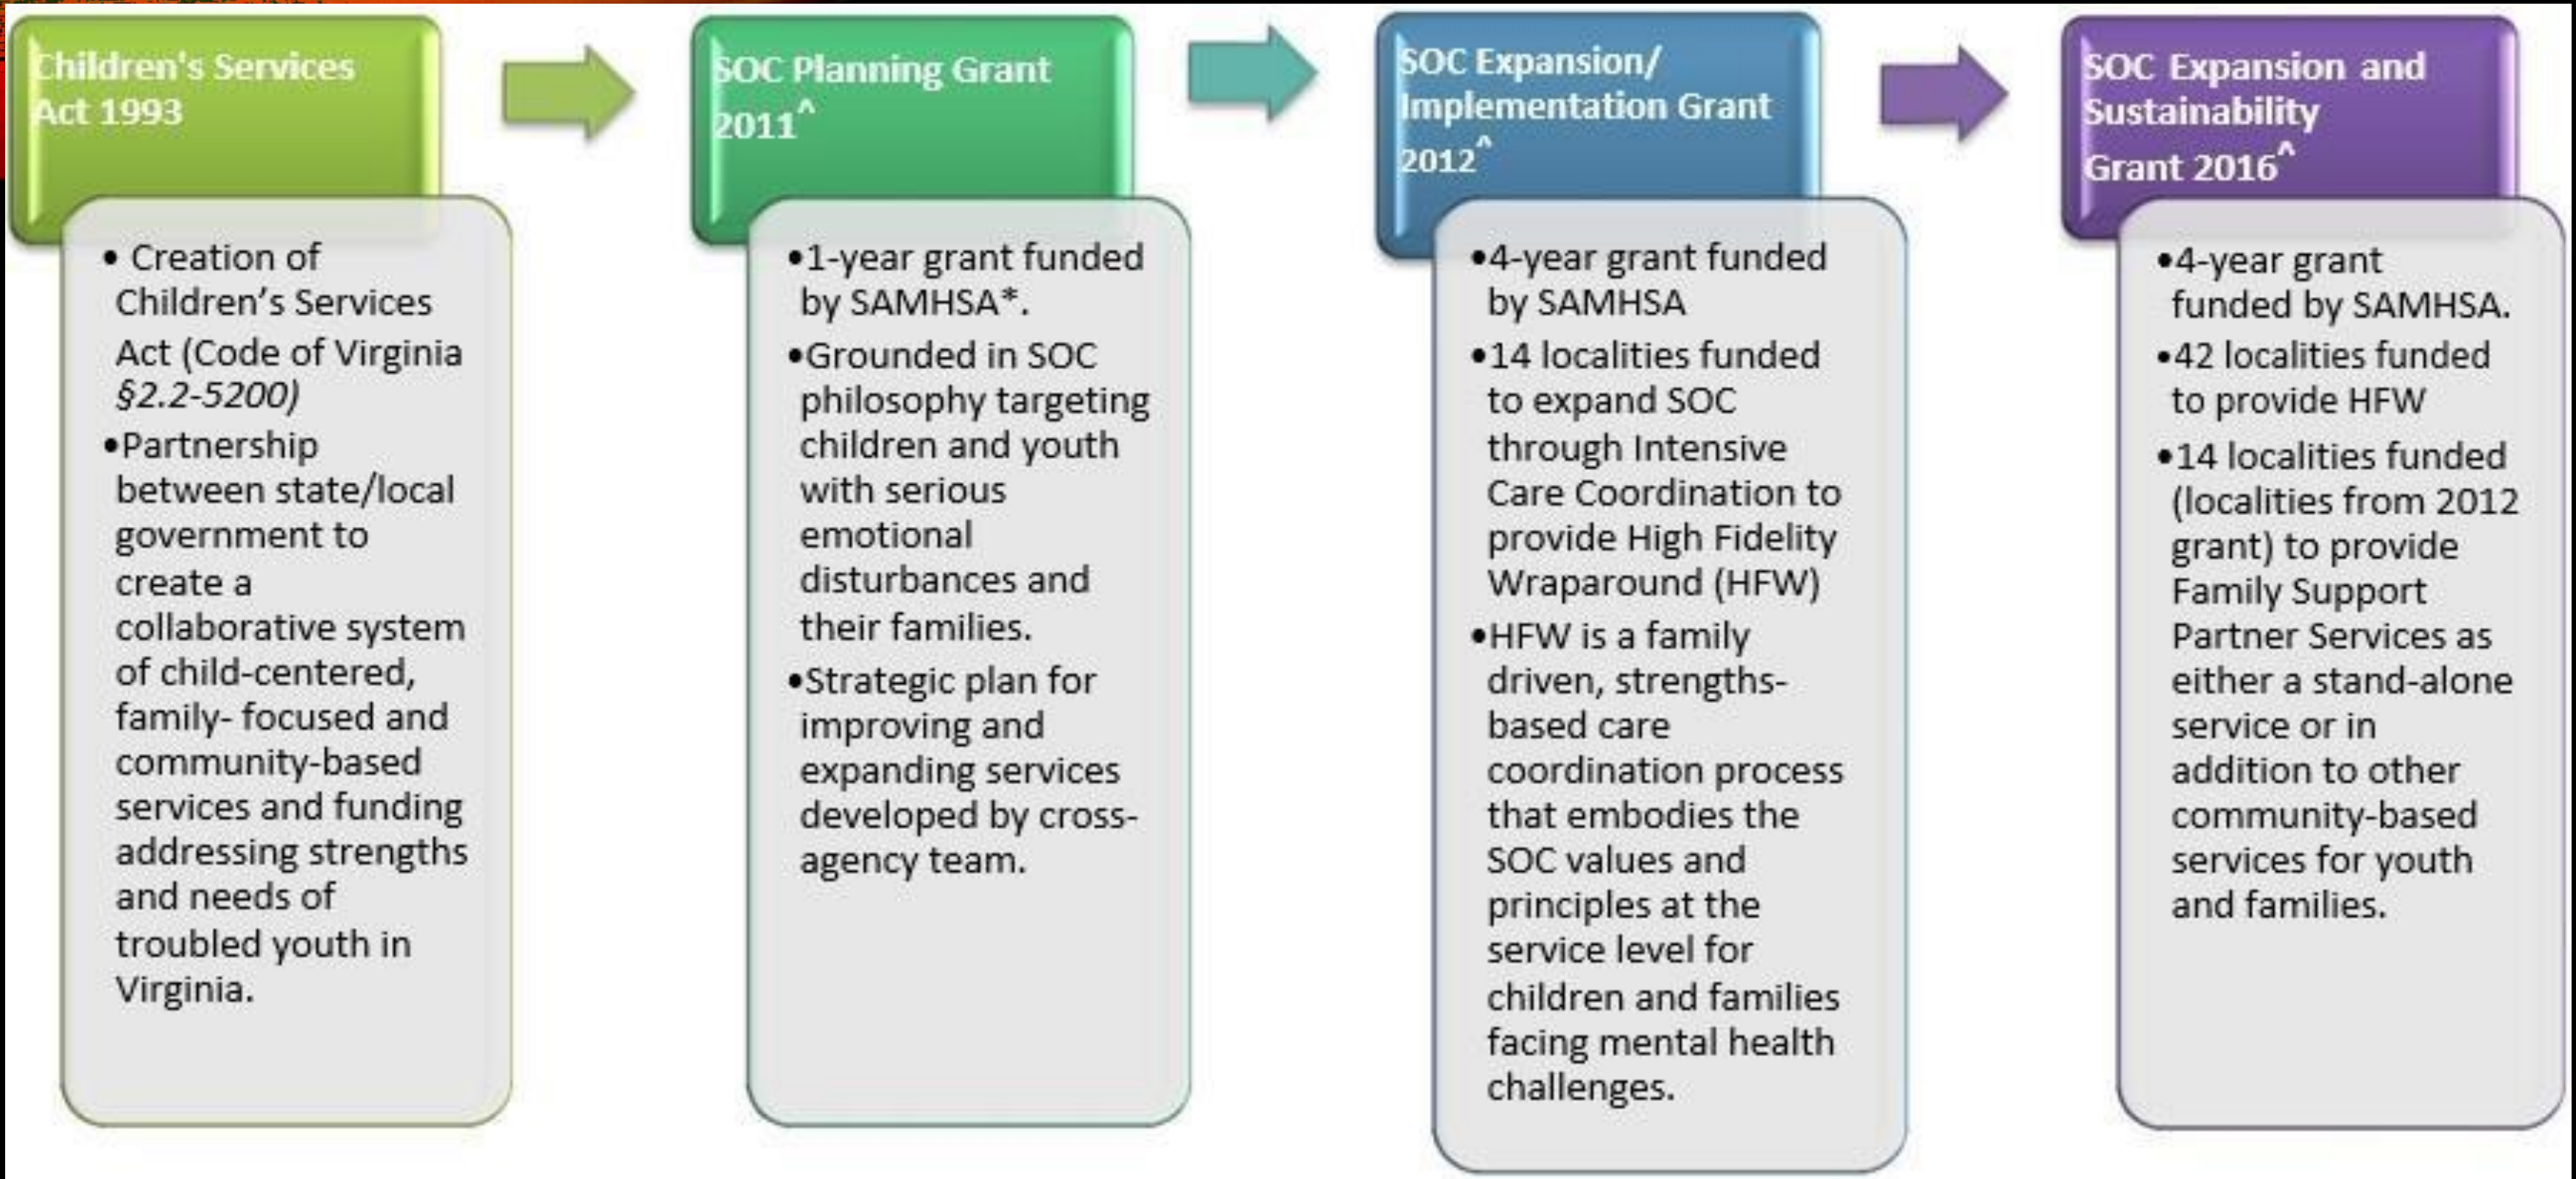 Children's Services
Act 1993
• Creation of
Children’s Services
Act (Code of Virginia
§2.2-5200)
•Partnership
between state/local
government to
create a
collaborative system
of child-centered,
family- focused and
community-based
services and funding
addressing strengths
and needs of
troubled youth in
Virginia.
SOC Planning Grant
2011^
•1-year grant funded
by SAMHSA*.
•Grounded in SOC
philosophy targeting
children and youth
with serious
emotional
disturbances and
their families.
•Strategic plan for
improving and
expanding services
developed by cross-
agency team.
SOC Expansion/
Implementation Grant
2012^
•4-year grant funded
by SAMHSA
•14 localities funded
to expand SOC
through Intensive
Care Coordination to
provide High Fidelity
Wraparound (HFW)
•HFW is a family
driven, strengths-
based care
coordination process
that embodies the
SOC values and
principles at the
service level for
children and families
facing mental health
challenges.
SOC Expansion and
Sustainability
Grant 2016^
•4-year grant
funded by SAMHSA.
•42 localities funded
to provide HFW
•14 localities funded
(localities from 2012
grant) to provide
Family Support
Partner Services as
either a stand-alone
service or in
addition to other
community-based
services for youth
and families.